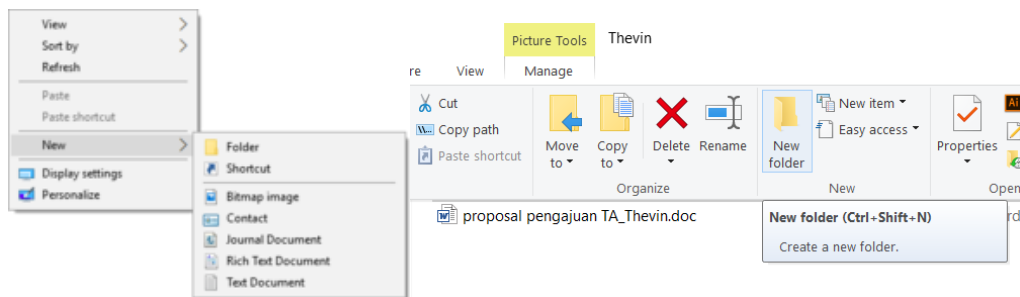 View
Sort by
Refresh
Paste
Paste shortcut
New
Display settings
Personalize
Folder
Shortcut
Bitmap image
Contact
Journal Document
Rich Text Document
Text Document
Picture Tools Thevin
re View Manage
Cut
Copy path
Paste shortcut
Move to
Copy to
Delete
Rename
Organize
New folder
New item
Easy access
New
Properties
Open
Ai
proposal pengajuan TA_Thevin.doc
New folder (Ctrl+Shift+N)
Create a new folder.
rd